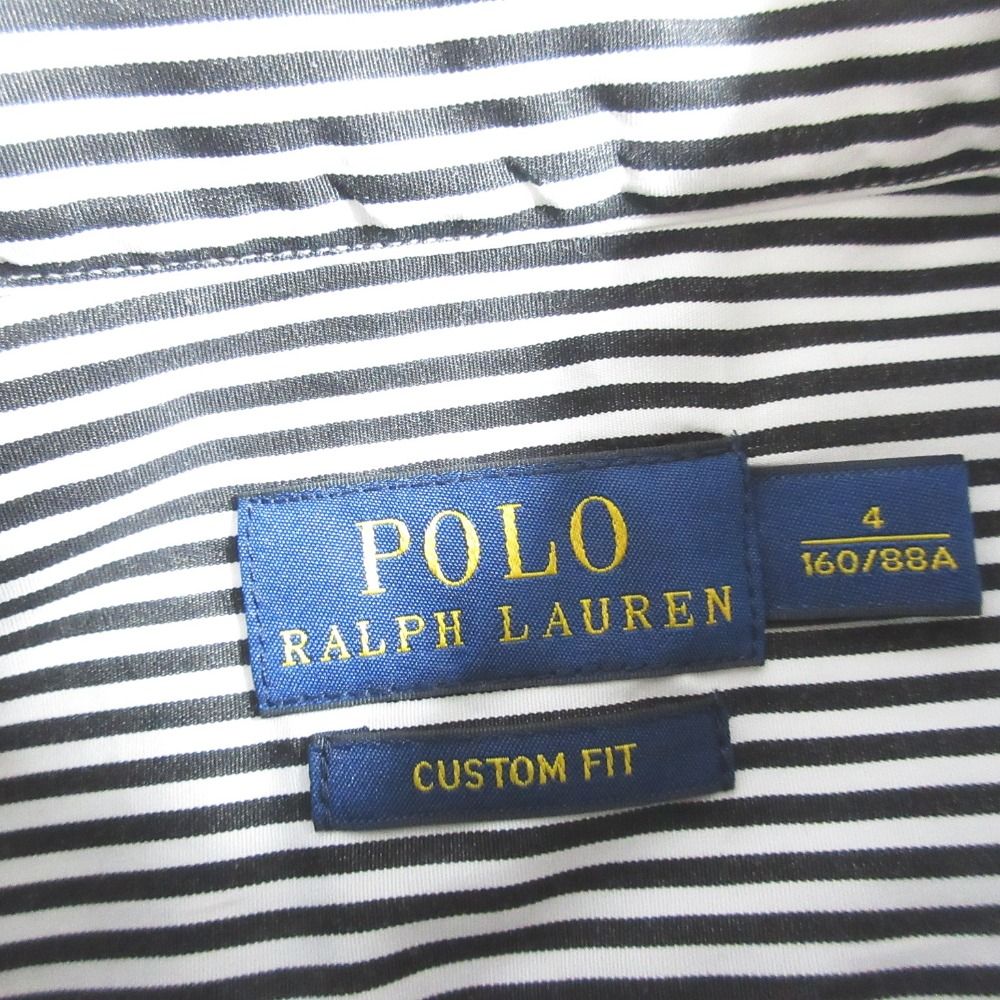 POLO
RALPH LAUREN
4
160/88A
CUSTOM FIT